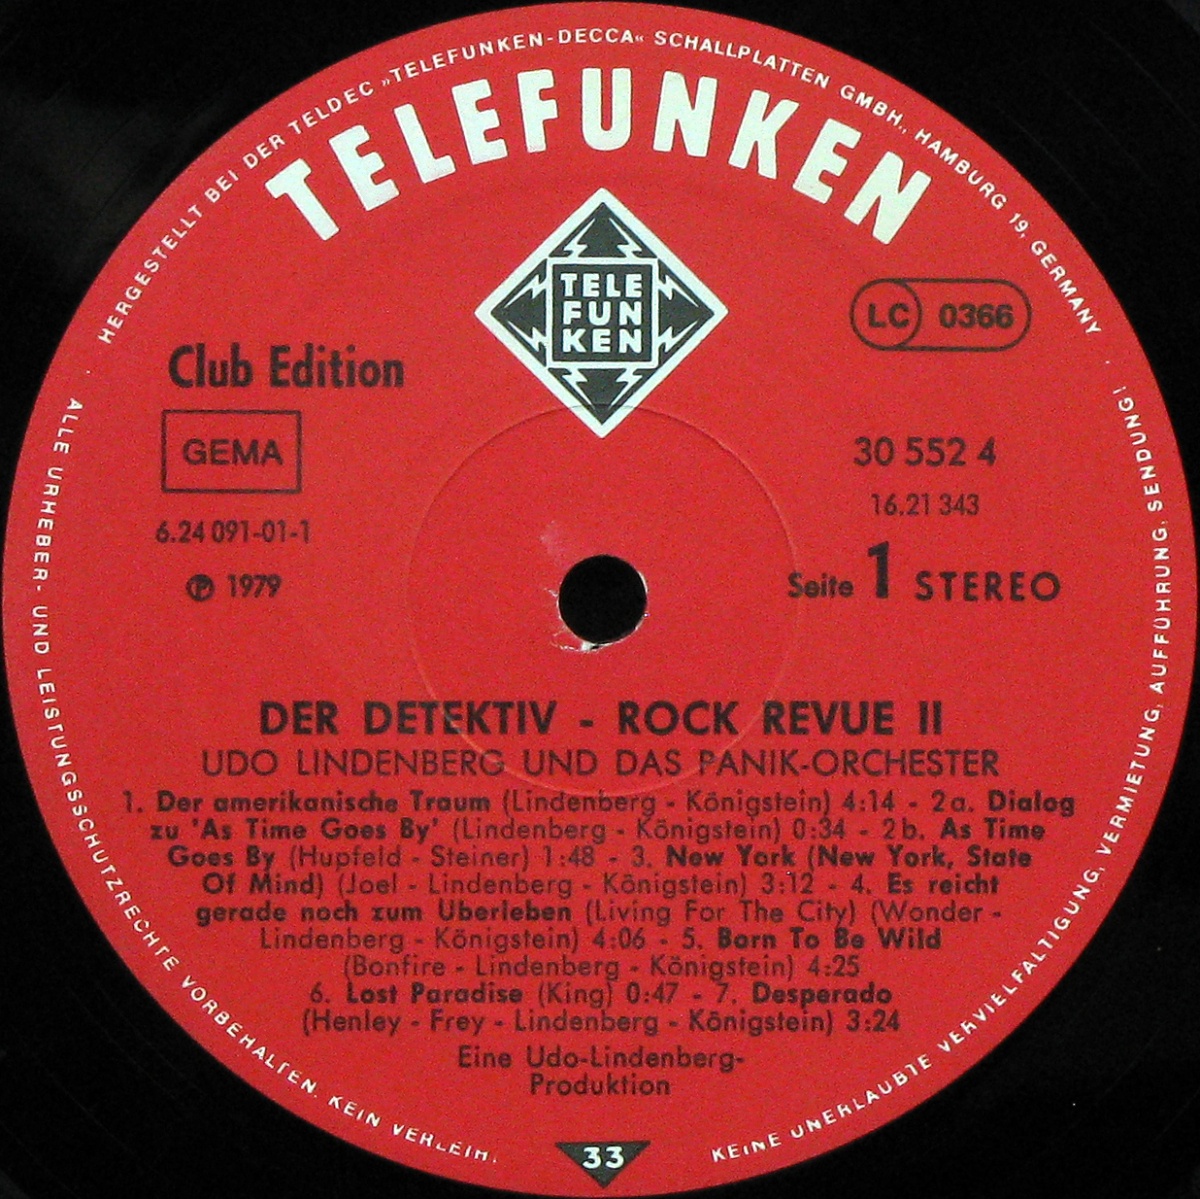 HERGESTELLT BEI DER TELDEC »TELEFUNKEN-DECCA« SCHALLPLATTEN GMBH., HAMBURG 19, GERMANY
TELEFUNKEN
TELE
FUN
KEN
LC 0366
Club Edition
GEMA
30 552 4
6.24 091-01-1
16.21 343
℗ 1979
Seite 1 STEREO
DER DETEKTIV - ROCK REVUE II
UDO LINDENBERG UND DAS PANIK-ORCHESTER
1. Der amerikanische Traum (Lindenberg - Königstein) 4:14 - 2a. Dialog
zu 'As Time Goes By' (Lindenberg - Königstein) 0:34 - 2b. As Time
Goes By (Hupfeld - Steiner) 1:48 - 3. New York (New York, State
Of Mind) (Joel - Lindenberg - Königstein) 3:12 - 4. Es reicht
gerade noch zum Uberleben (Living For The City) (Wonder -
Lindenberg - Königstein) 4:06 - 5. Born To Be Wild
(Bonfire - Lindenberg - Königstein) 4:25
6. Lost Paradise (King) 0:47 - 7. Desperado
(Henley - Frey - Lindenberg - Königstein) 3:24
Eine Udo-Lindenberg-
Produktion
33
ALLE URHEBER- UND LEISTUNGSSCHUTZRECHTE VORBEHALTEN. KEIN VERLEIH.
KEINE UNERLAUBTE VERVIELFÄLTIGUNG, VERMIETUNG, AUFFÜHRUNG, SENDUNG!